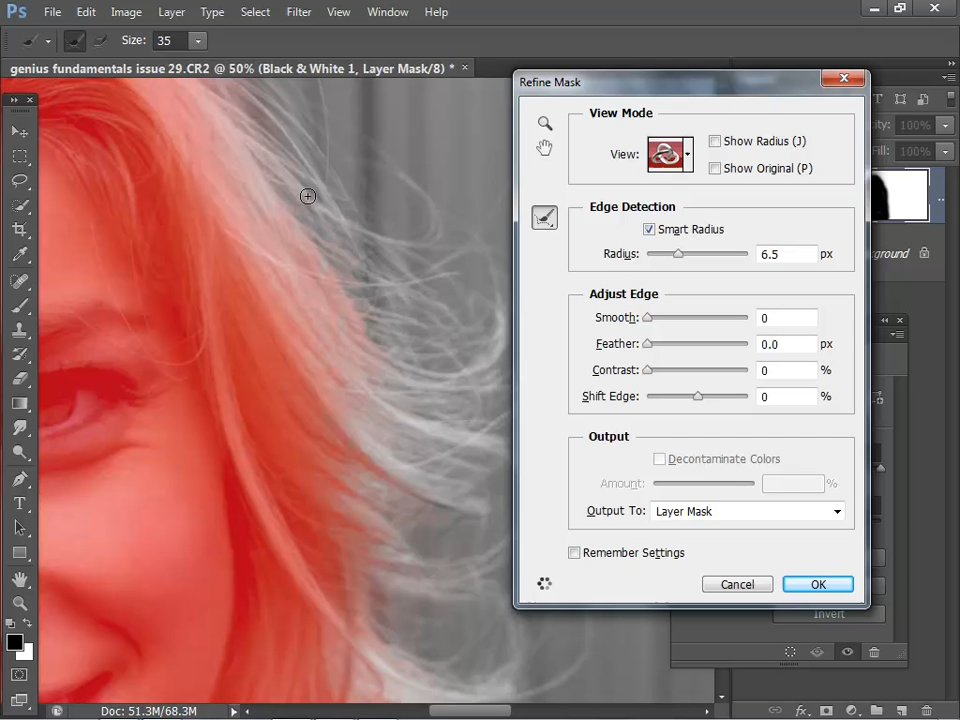 Ps File Edit Image Layer Type Select Filter View Window Help
Size: 35
genius fundamentals issue 29.CR2 @ 50% (Black & White 1, Layer Mask/8) *
Refine Mask
View Mode
View:
Show Radius (J)
Show Original (P)
Edge Detection
Smart Radius
Radius: 6.5 px
Adjust Edge
Smooth: 0
Feather: 0.0 px
Contrast: 0 %
Shift Edge: 0 %
Output
Decontaminate Colors
Amount: %
Output To: Layer Mask
Remember Settings
Cancel OK
100%
100%
Invert
Doc: 51.3M/68.3M